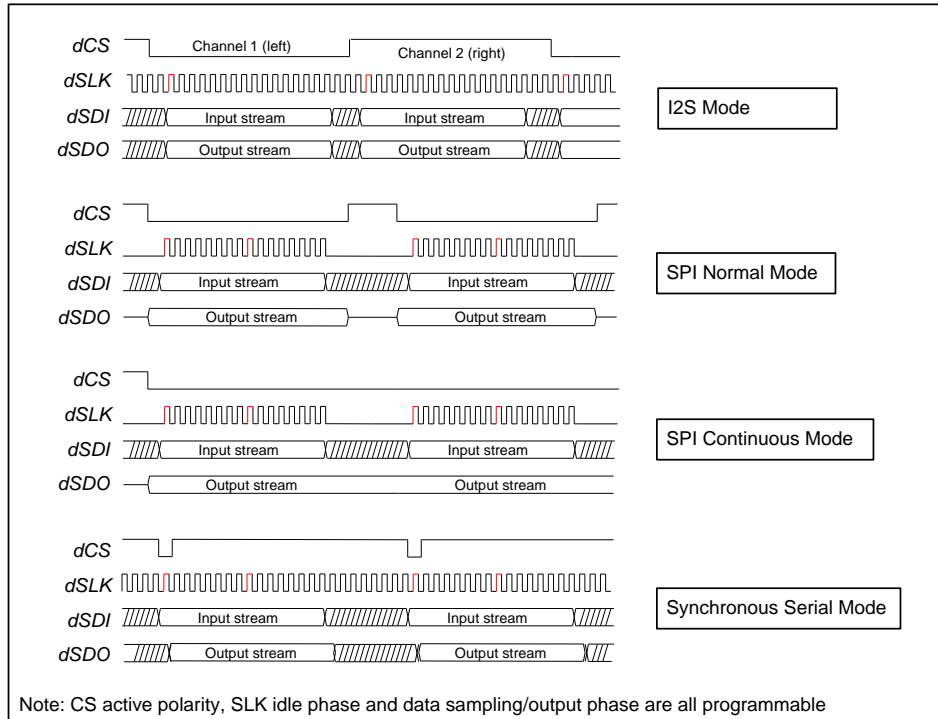 dCS Channel 1 (left) Channel 2 (right)
dSLK
dSDI Input stream Input stream
dSDO Output stream Output stream
I2S Mode
dCS
dSLK
dSDI Input stream Input stream
dSDO Output stream Output stream
SPI Normal Mode
dCS
dSLK
dSDI Input stream Input stream
dSDO Output stream Output stream
SPI Continuous Mode
dCS
dSLK
dSDI Input stream Input stream
dSDO Output stream Output stream
Synchronous Serial Mode
Note: CS active polarity, SLK idle phase and data sampling/output phase are all programmable